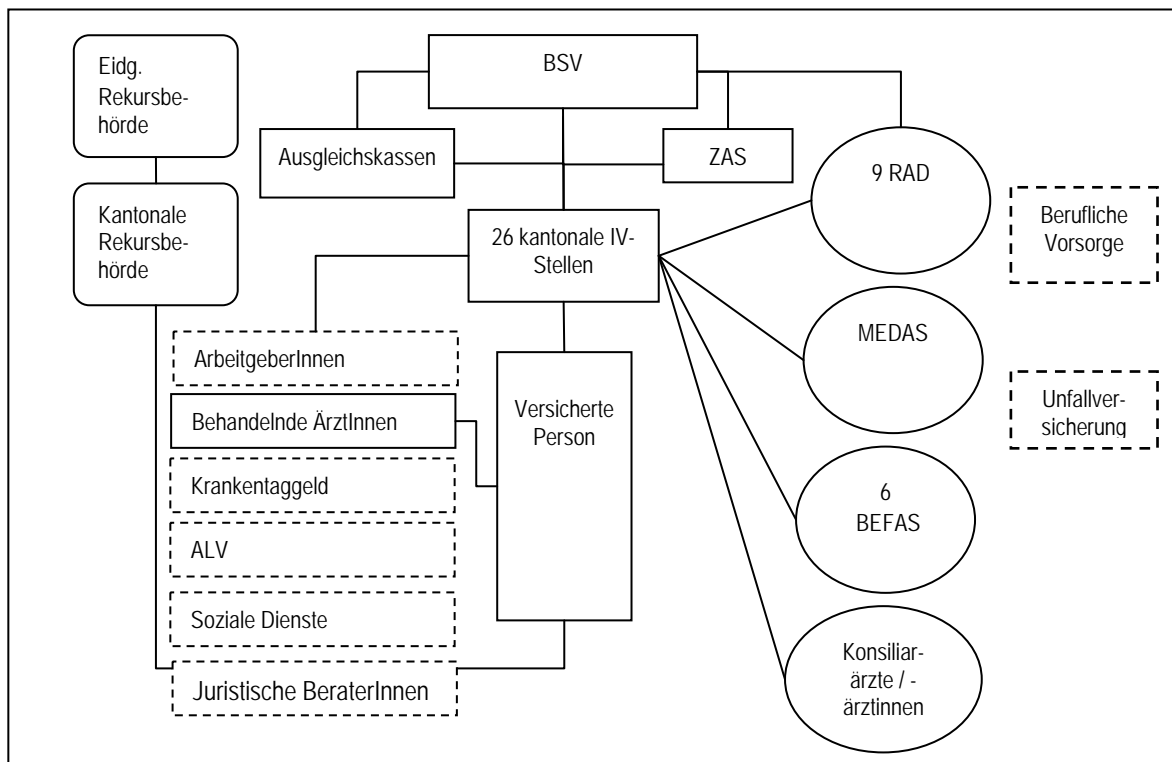 Eidg.
Rekursbe-
hörde
BSV
Ausgleichskassen
ZAS
9 RAD
Kantonale
Rekursbe-
hörde
26 kantonale IV-
Stellen
Berufliche
Vorsorge
ArbeitgeberInnen
MEDAS
Behandelnde ÄrztInnen
Versicherte
Person
Unfallver-
sicherung
Krankentaggeld
6
BEFAS
ALV
Soziale Dienste
Juristische BeraterInnen
Konsiliar-
ärzte / -
ärztinnen